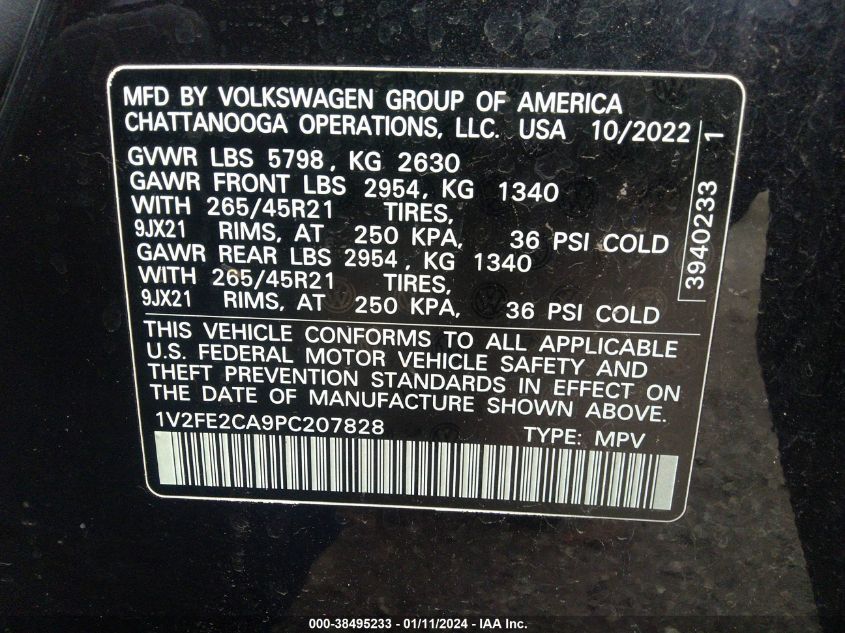 MFD BY VOLKSWAGEN GROUP OF AMERICA
CHATTANOOGA OPERATIONS, LLC. USA 10/2022
GVWR LBS 5798, KG 2630
GAWR FRONT LBS 2954, KG 1340
WITH 265/45R21 TIRES,
9JX21 RIMS, AT 250 KPA, 36 PSI COLD
GAWR REAR LBS 2954, KG 1340
WITH 265/45R21 TIRES,
9JX21 RIMS, AT 250 KPA, 36 PSI COLD
3940233 1
THIS VEHICLE CONFORMS TO ALL APPLICABLE
U.S. FEDERAL MOTOR VEHICLE SAFETY AND
THEFT PREVENTION STANDARDS IN EFFECT ON
THE DATE OF MANUFACTURE SHOWN ABOVE.
1V2FE2CA9PC207828 TYPE: MPV
000-38495233 - 01/11/2024 - IAA Inc.